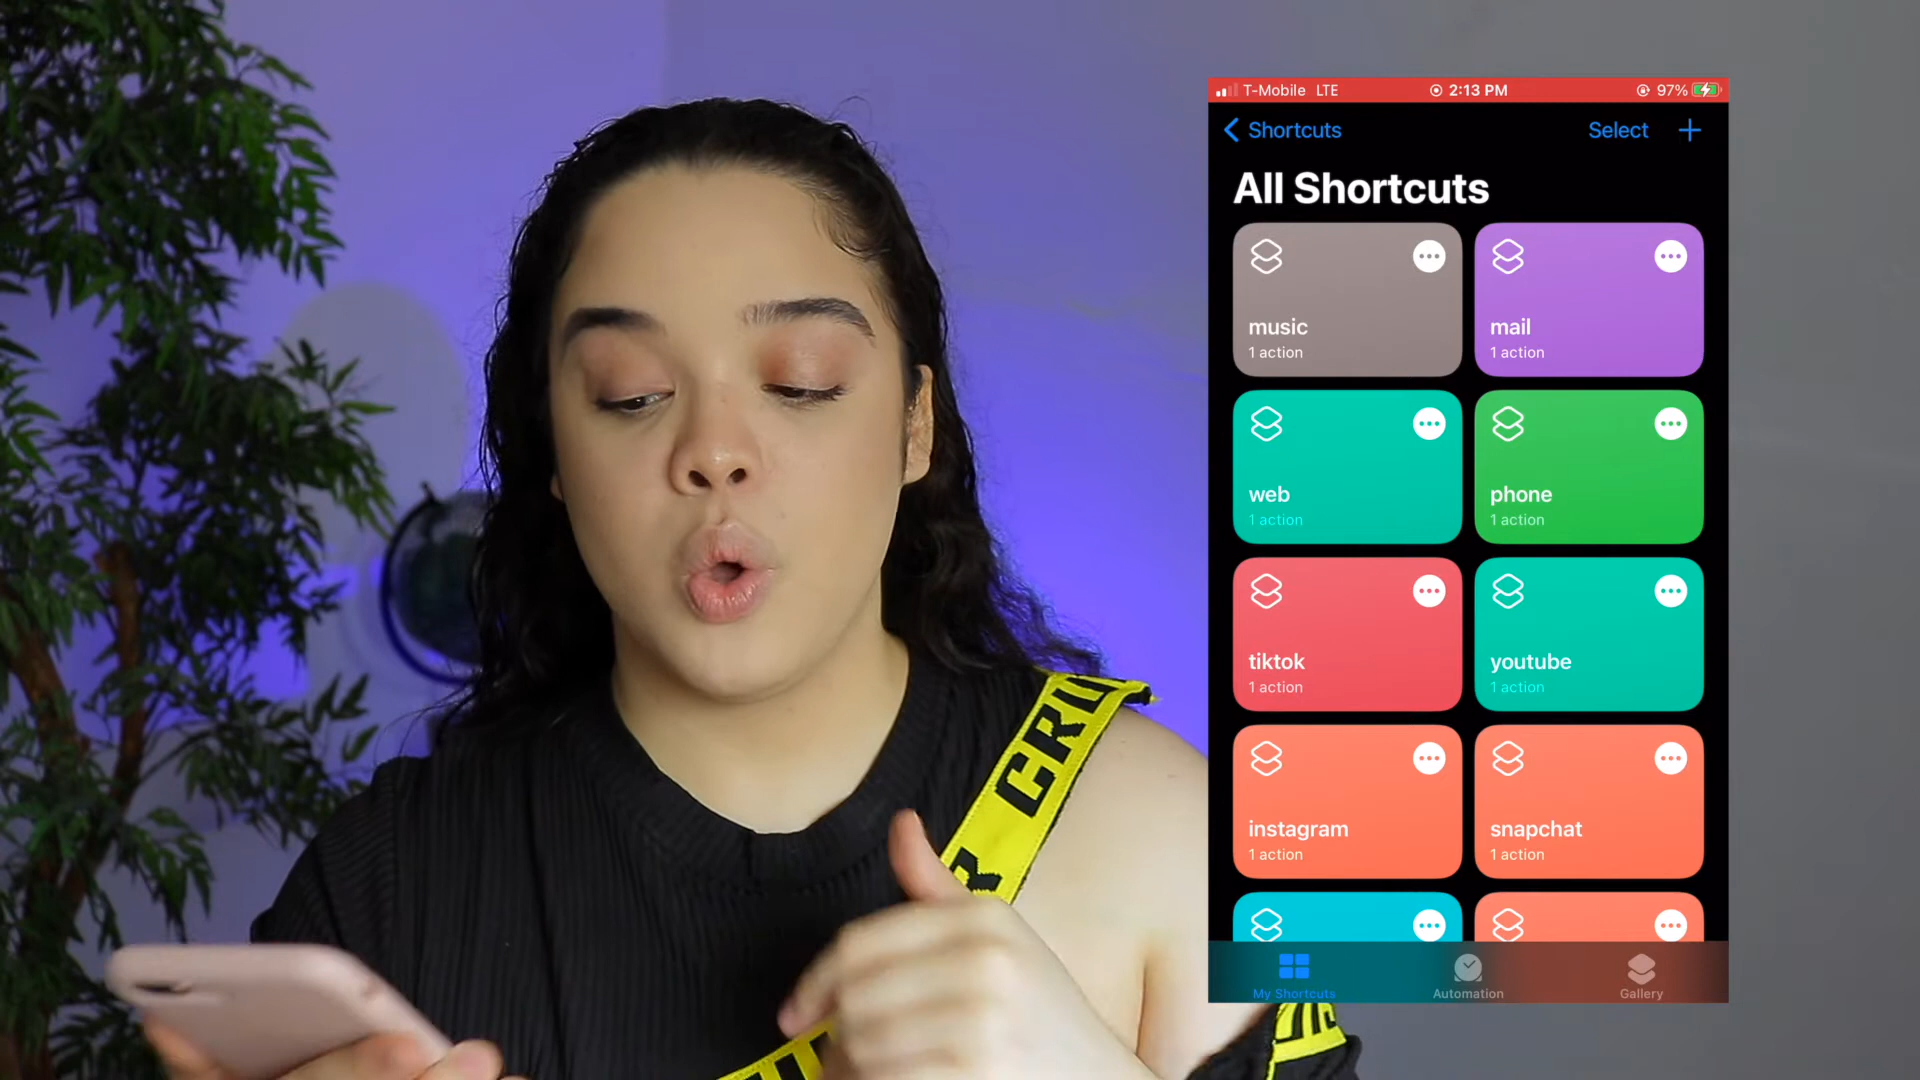 T-Mobile LTE 2:13 PM 97%
Shortcuts Select +
All Shortcuts
music
1 action
mail
1 action
web
1 action
phone
1 action
tiktok
1 action
youtube
1 action
instagram
1 action
snapchat
1 action
My Shortcuts Automation Gallery
CRU
R